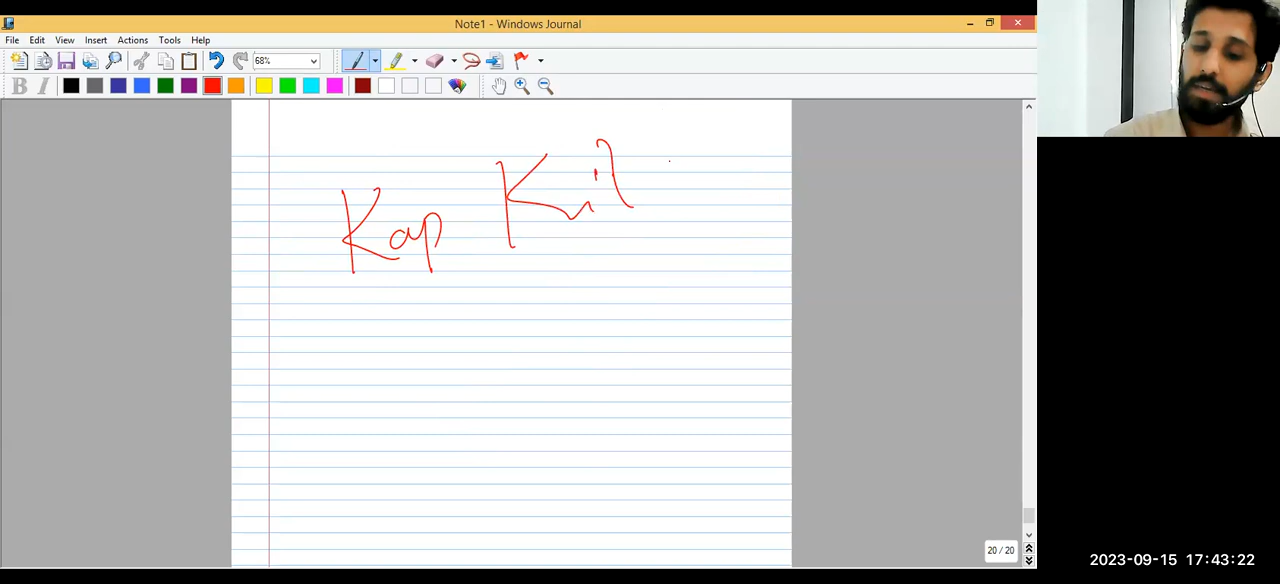 Note1 - Windows Journal
File Edit View Insert Actions Tools Help
68%
B I
Kap Kil
20 / 20
2023-09-15 17:43:22